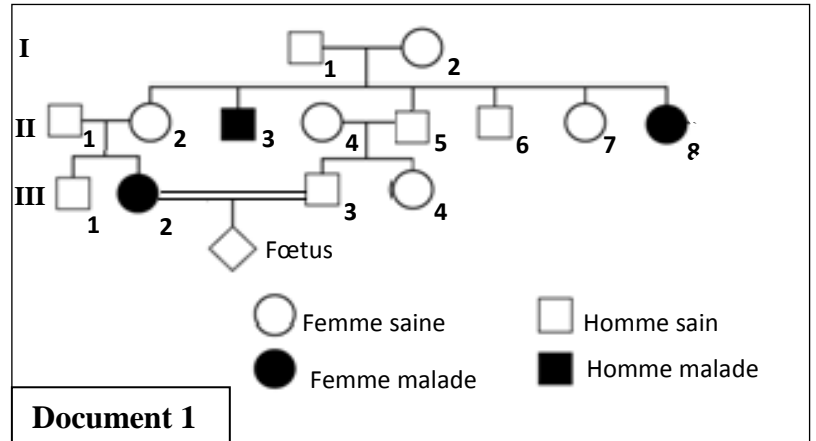 I
1 2
II
1 2 3 4 5 6 7 8
III
1 2 3 4
Fœtus
Femme saine
Homme sain
Femme malade
Homme malade
Document 1